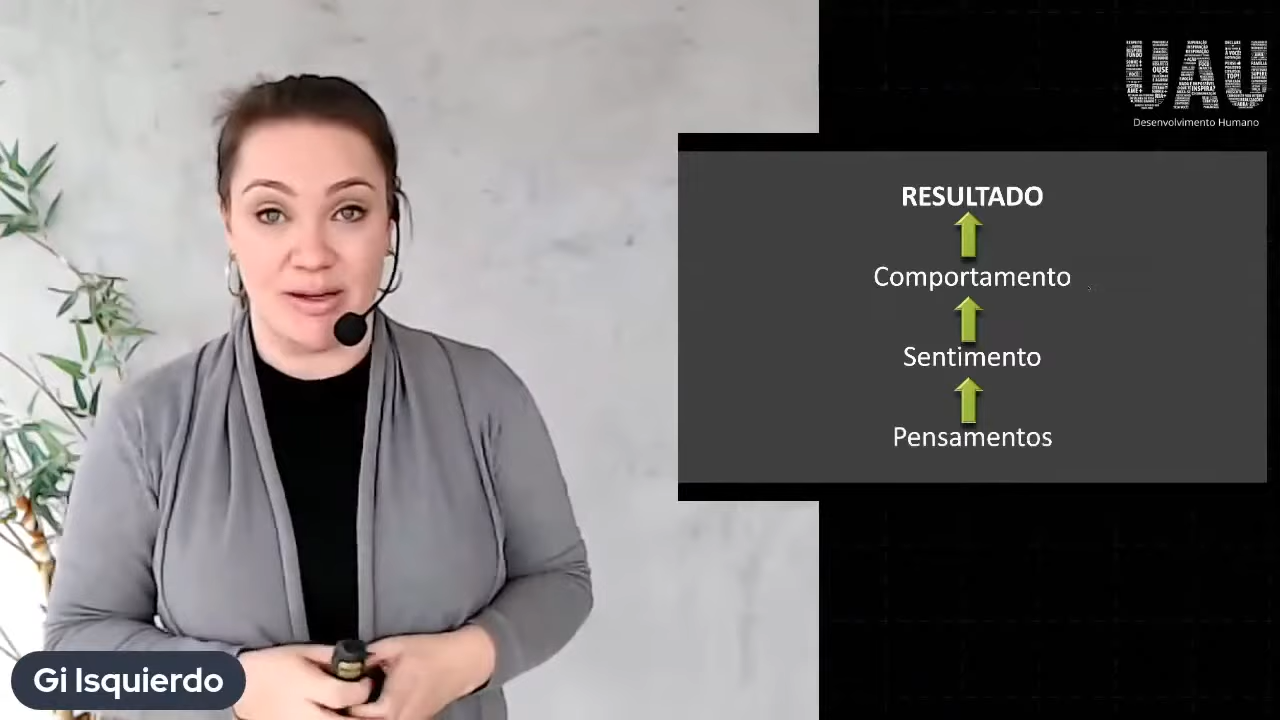 UAU
Desenvolvimento Humano
RESULTADO
Comportamento
Sentimento
Pensamentos
Gi Isquierdo